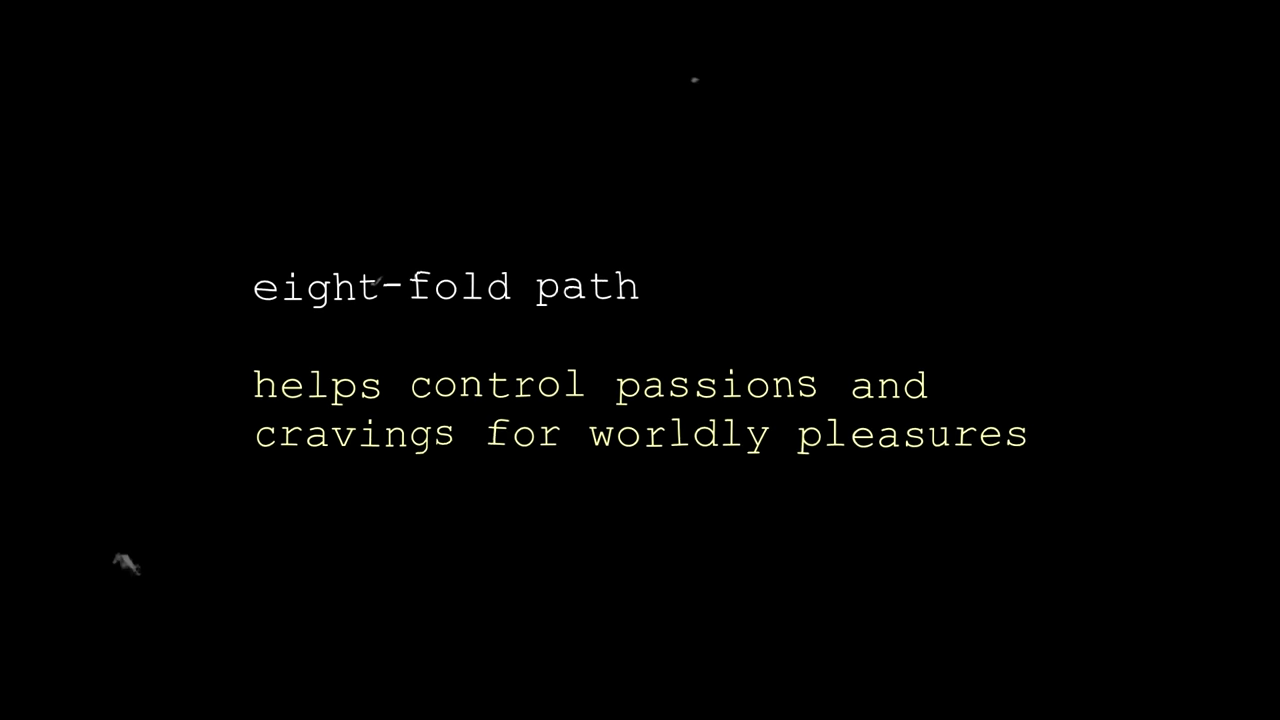 eight-fold path
helps control passions and
cravings for worldly pleasures